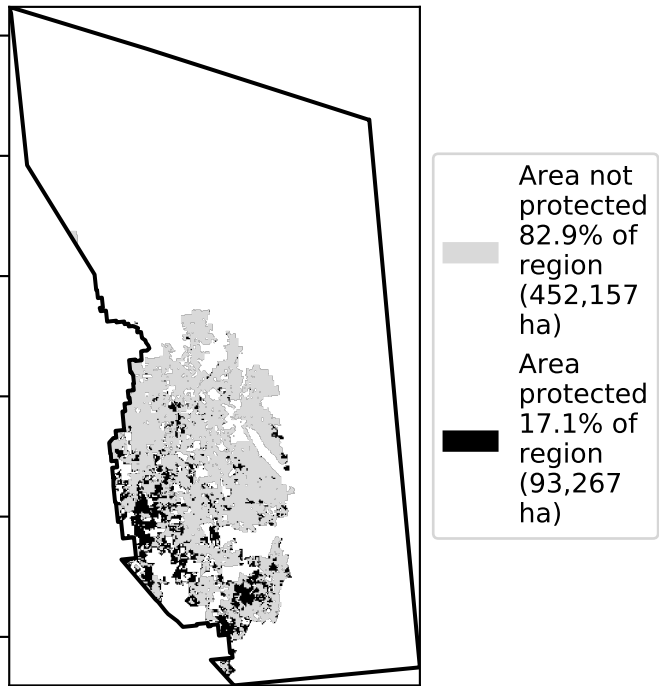 Area not
protected
82.9% of
region
(452,157
ha)
Area
protected
17.1% of
region
(93,267
ha)